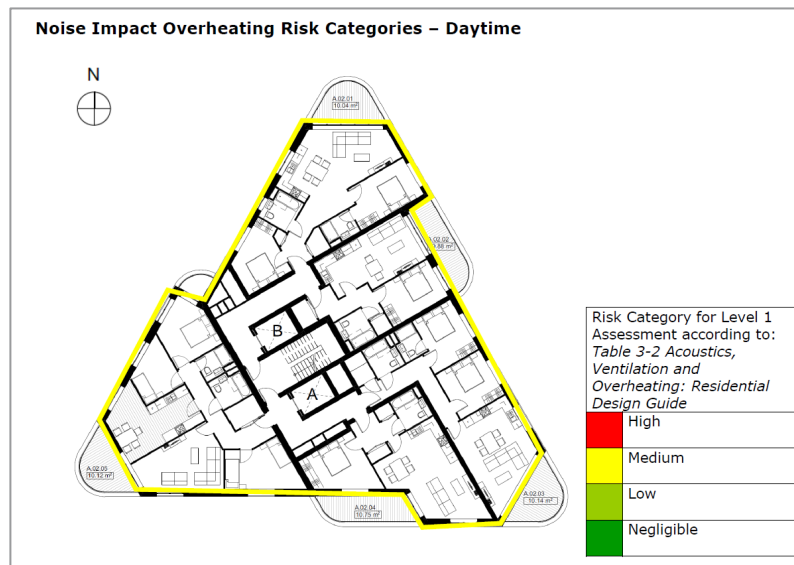 Noise Impact Overheating Risk Categories – Daytime
N
A.02.01
10.04 m²
A.02.02
B
A
A.02.05
10.12 m²
A.02.04
10.75 m²
A.02.03
10.14 m²
Risk Category for Level 1
Assessment according to:
Table 3-2 Acoustics,
Ventilation and
Overheating: Residential
Design Guide
High
Medium
Low
Negligible